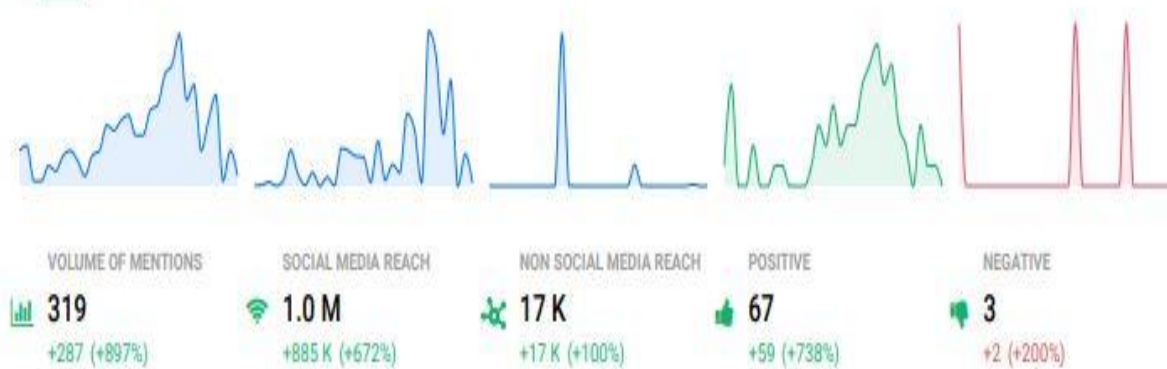 VOLUME OF MENTIONS
319
+287 (+897%)
SOCIAL MEDIA REACH
1.0 M
+885 K (+672%)
NON SOCIAL MEDIA REACH
17 K
+17 K (+100%)
POSITIVE
67
+59 (+738%)
NEGATIVE
3
+2 (+200%)